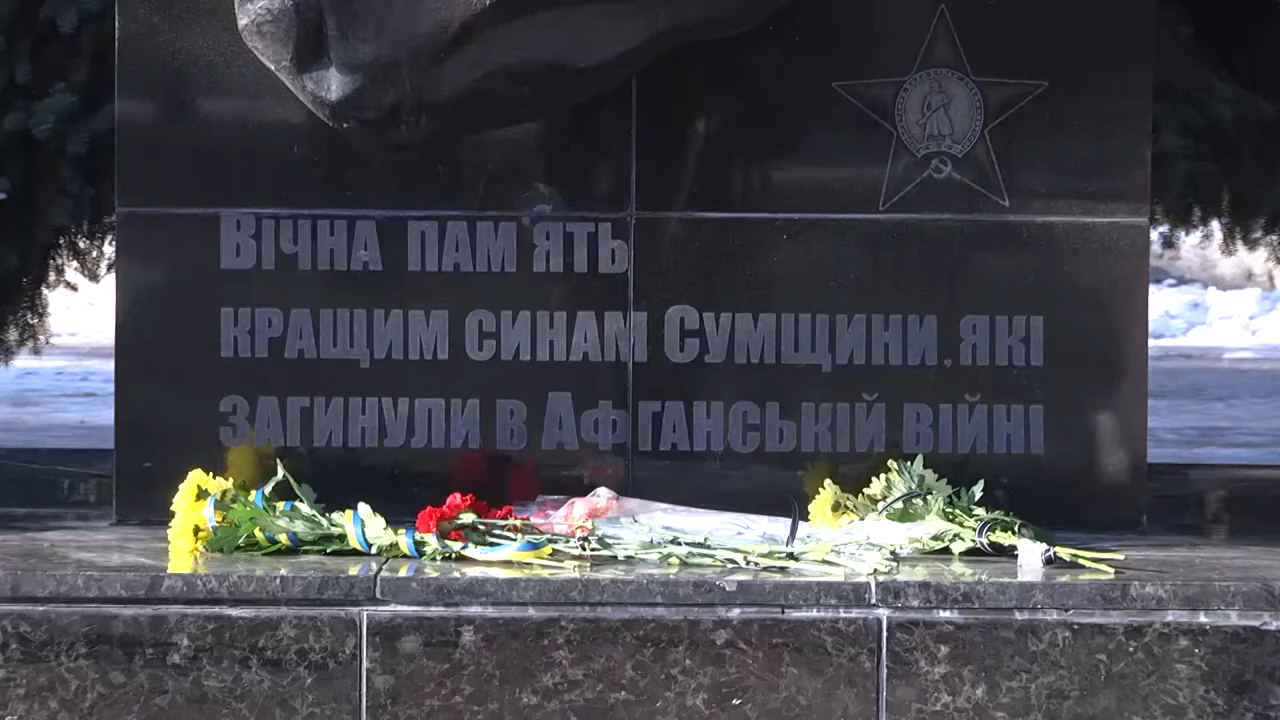 Вічна пам'ять
кращим синам Сумщини, які
загинули в Афганській війні